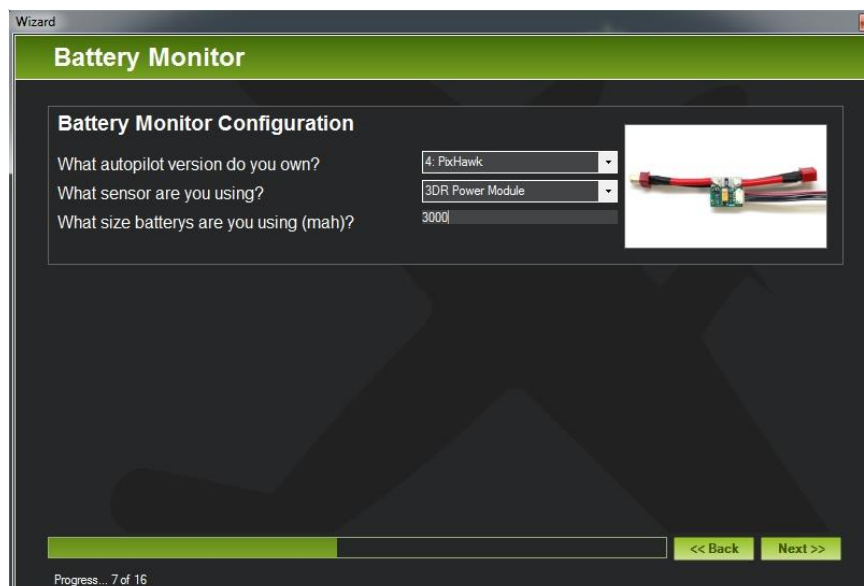 Wizard
Battery Monitor
Battery Monitor Configuration
What autopilot version do you own? 4: PixHawk
What sensor are you using? 3DR Power Module
What size batterys are you using (mah)? 3000
<< Back Next >>
Progress... 7 of 16